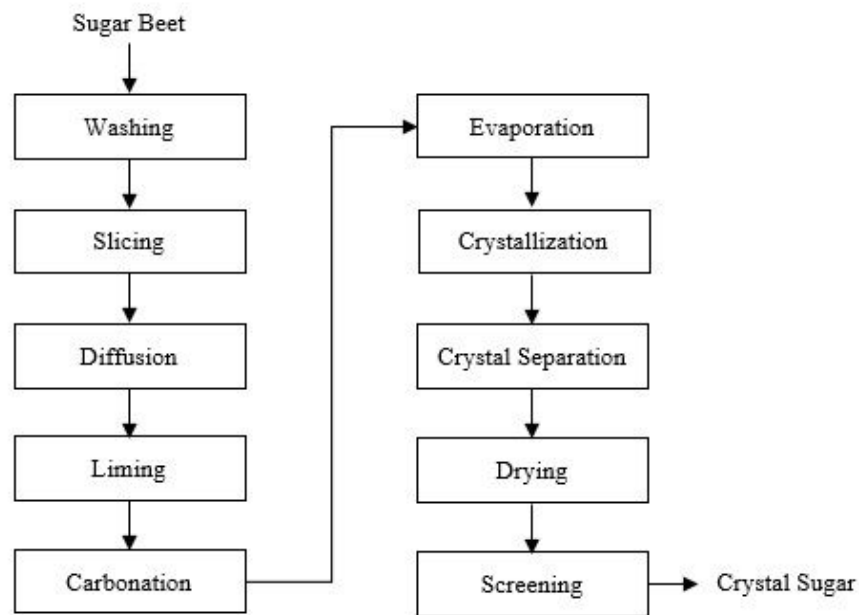 Sugar Beet
Washing
Slicing
Diffusion
Liming
Carbonation
Evaporation
Crystallization
Crystal Separation
Drying
Screening
Crystal Sugar